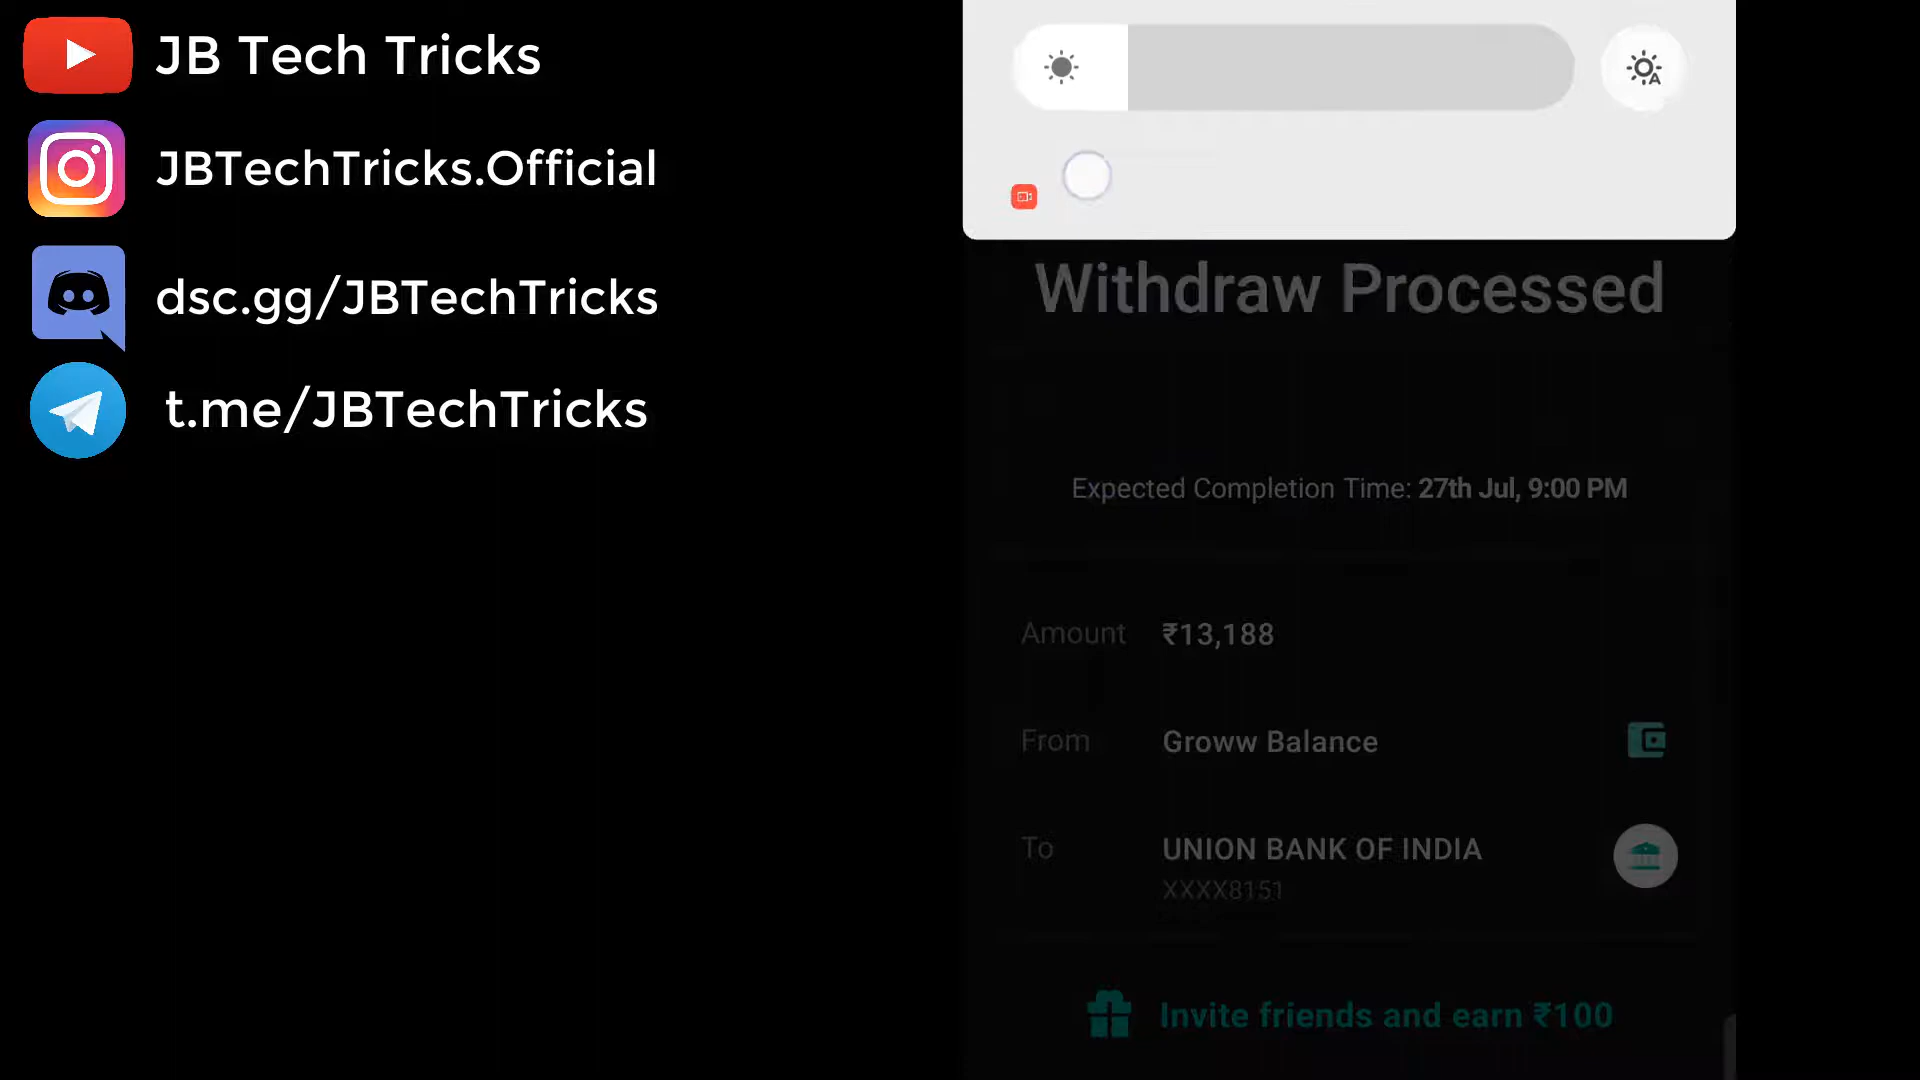 JB Tech Tricks
JBTechTricks.Official
dsc.gg/JBTechTricks
t.me/JBTechTricks
A
Withdraw Processed
Expected Completion Time: 27th Jul, 9:00 PM
Amount ₹13,188
From Groww Balance
To UNION BANK OF INDIA
XXXX8151
Invite friends and earn ₹100